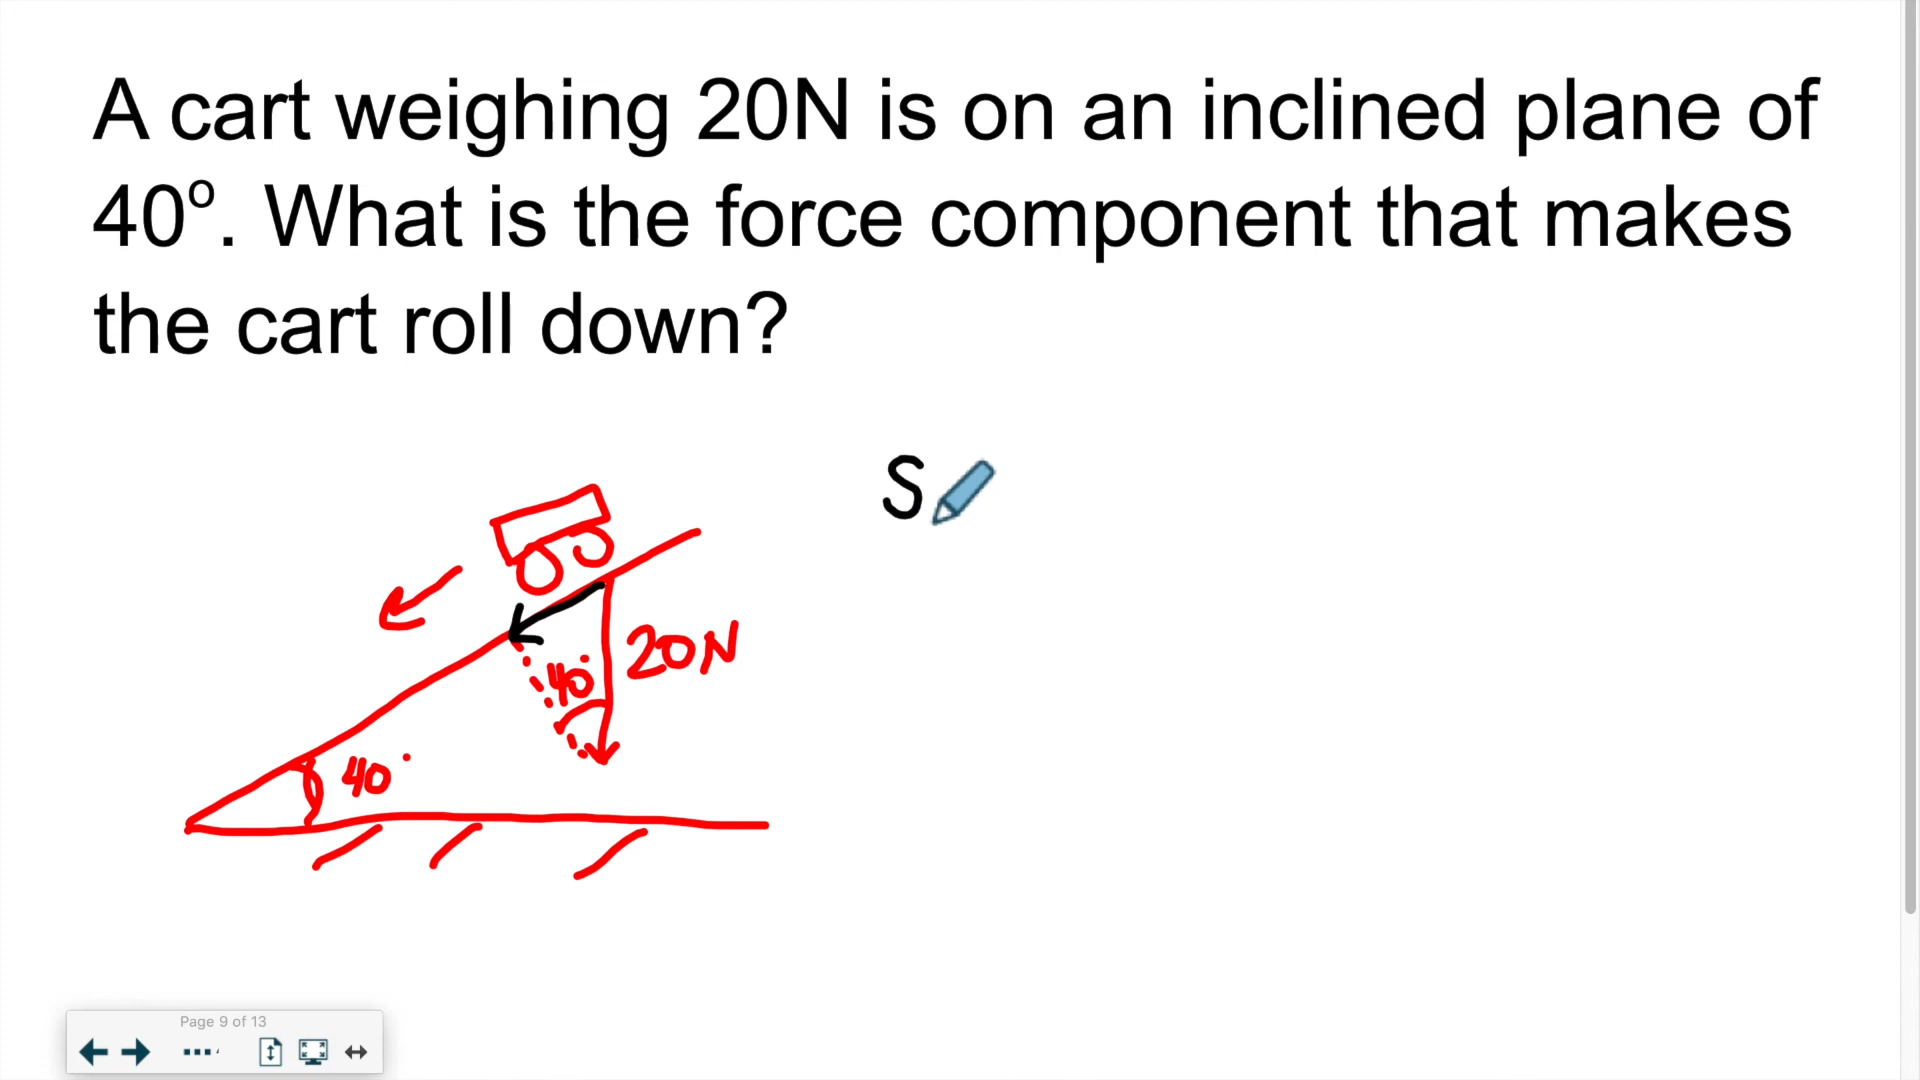 A cart weighing 20N is on an inclined plane of
40º. What is the force component that makes
the cart roll down?
S
20N
40°
40°
Page 9 of 13